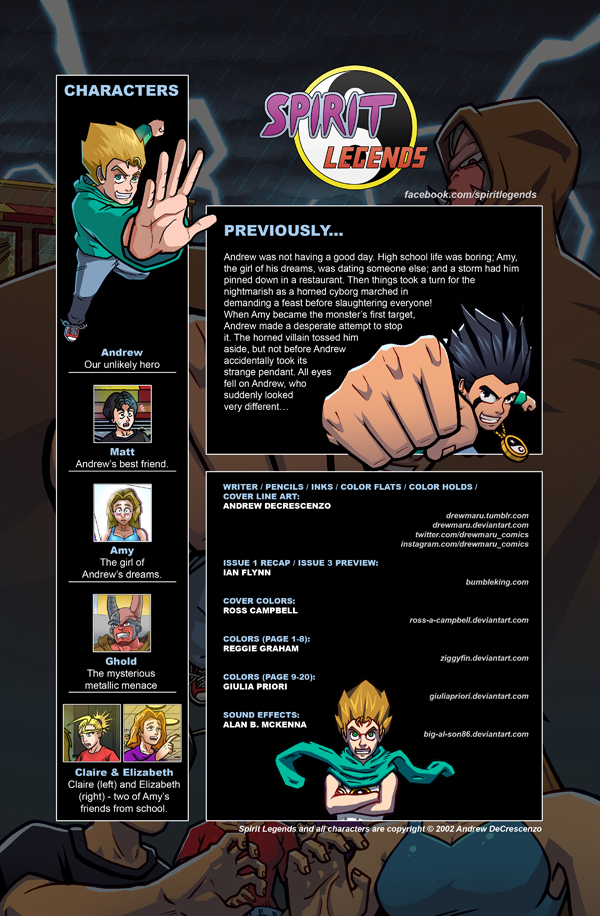 CHARACTERS
Andrew
Our unlikely hero
Matt
Andrew's best friend.
Amy
The girl of
Andrew's dreams.
Ghold
The mysterious
metallic menace
Claire & Elizabeth
Claire (left) and Elizabeth
(right) - two of Amy's
friends from school.
SPIRIT
LEGENDS
facebook.com/spiritlegends
PREVIOUSLY...
Andrew was not having a good day. High school life was boring; Amy,
the girl of his dreams, was dating someone else; and a storm had him
pinned down in a restaurant. Then things took a turn for the
nightmarish as a horned cyborg marched in
demanding a feast before slaughtering everyone!
When Amy became the monster's first target,
Andrew made a desperate attempt to stop
it. The horned villain tossed him
aside, but not before Andrew
accidentally took its
strange pendant. All eyes
fell on Andrew, who
suddenly looked
very different…
WRITER / PENCILS / INKS / COLOR FLATS / COLOR HOLDS /
COVER LINE ART:
ANDREW DECRESCENZO
drewmaru.tumblr.com
drewmaru.deviantart.com
twitter.com/drewmaru_comics
instagram.com/drewmaru_comics
ISSUE 1 RECAP / ISSUE 3 PREVIEW:
IAN FLYNN
bumbleking.com
COVER COLORS:
ROSS CAMPBELL
ross-a-campbell.deviantart.com
COLORS (PAGE 1-8):
REGGIE GRAHAM
ziggyfin.deviantart.com
COLORS (PAGE 9-20):
GIULIA PRIORI
giuliapriori.deviantart.com
SOUND EFFECTS:
ALAN B. MCKENNA
big-al-son86.deviantart.com
Spirit Legends and all characters are copyright © 2002 Andrew DeCrescenzo